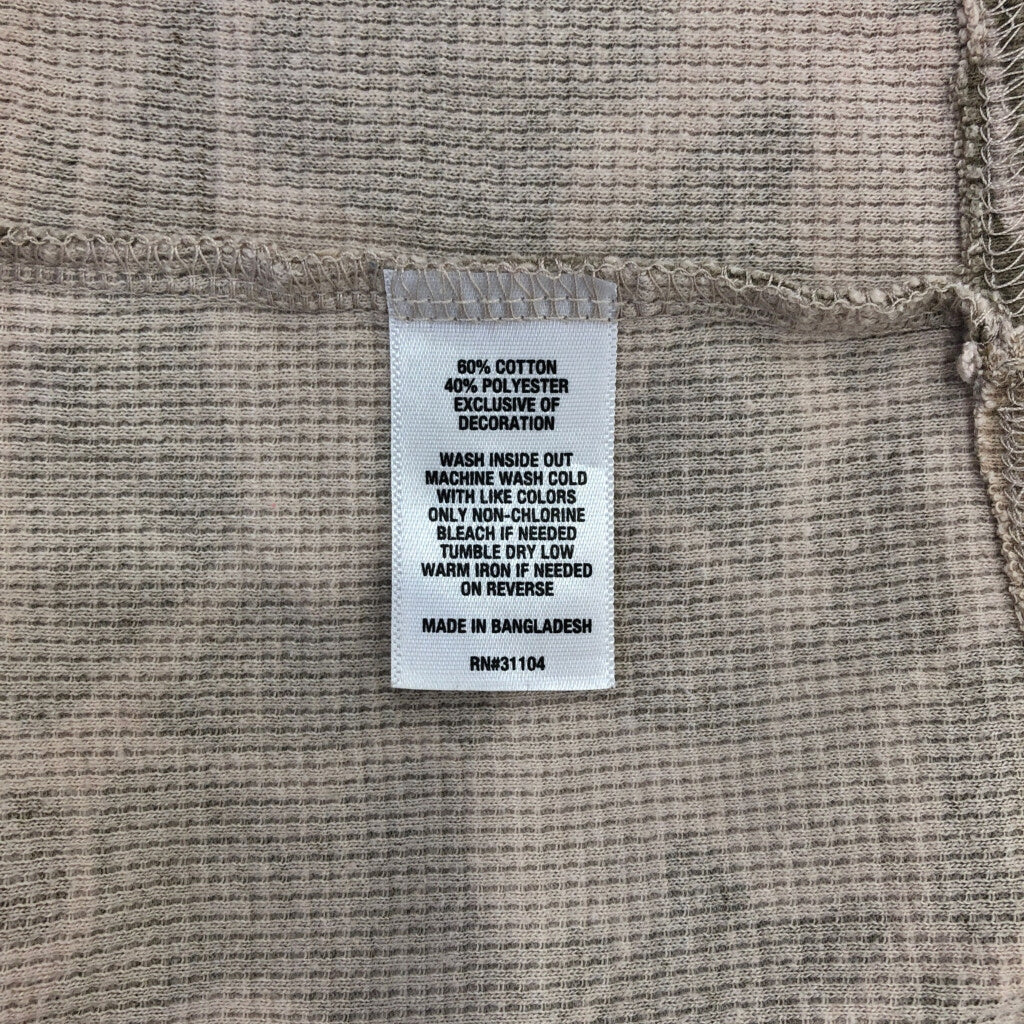 60% COTTON
40% POLYESTER
EXCLUSIVE OF
DECORATION
WASH INSIDE OUT
MACHINE WASH COLD
WITH LIKE COLORS
ONLY NON-CHLORINE
BLEACH IF NEEDED
TUMBLE DRY LOW
WARM IRON IF NEEDED
ON REVERSE
MADE IN BANGLADESH
RN#31104